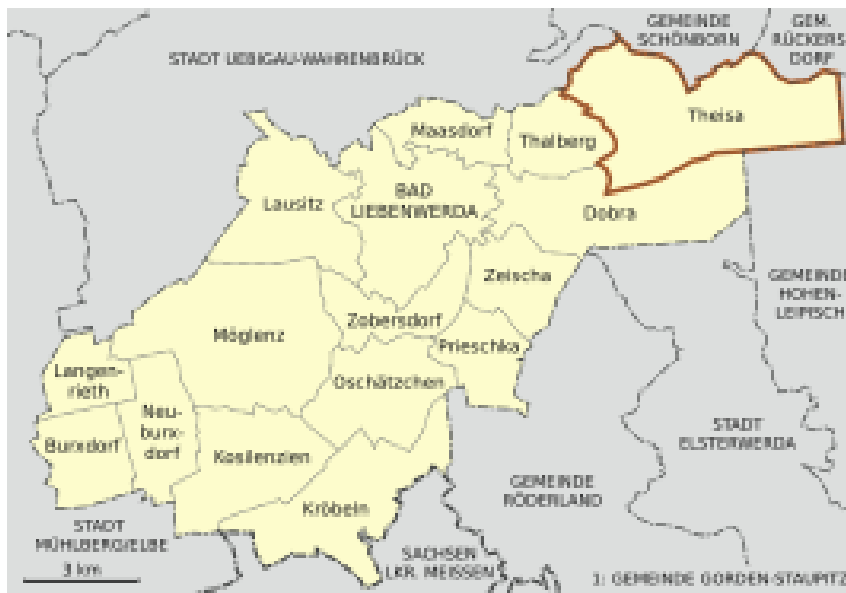 GEMEINDE
SCHÖNBORN
GEM.
RÜCKERS
DORF
STADT UEBIGAU-WAHRENBRÜCK
Theisa
Maasdorf
Thalberg
BAD
LIEBENWERDA
Lausitz
Dobra
Zeischa
GEMEINDE
HOHEN-
LEIPISCH
Zobersdorf
Möglenz
Prieschka
Langen-
rieth
Oschätzchen
Neu-
burx-
dorf
Burxdorf
Kosilenzien
STADT
ELSTERWERDA
GEMEINDE
RÖDERLAND
Kröbeln
STADT
MÜHLBERG/ELBE
SACHSEN
LKR. MEISSEN
3 km
1: GEMEINDE GORDEN-STAUPITZ